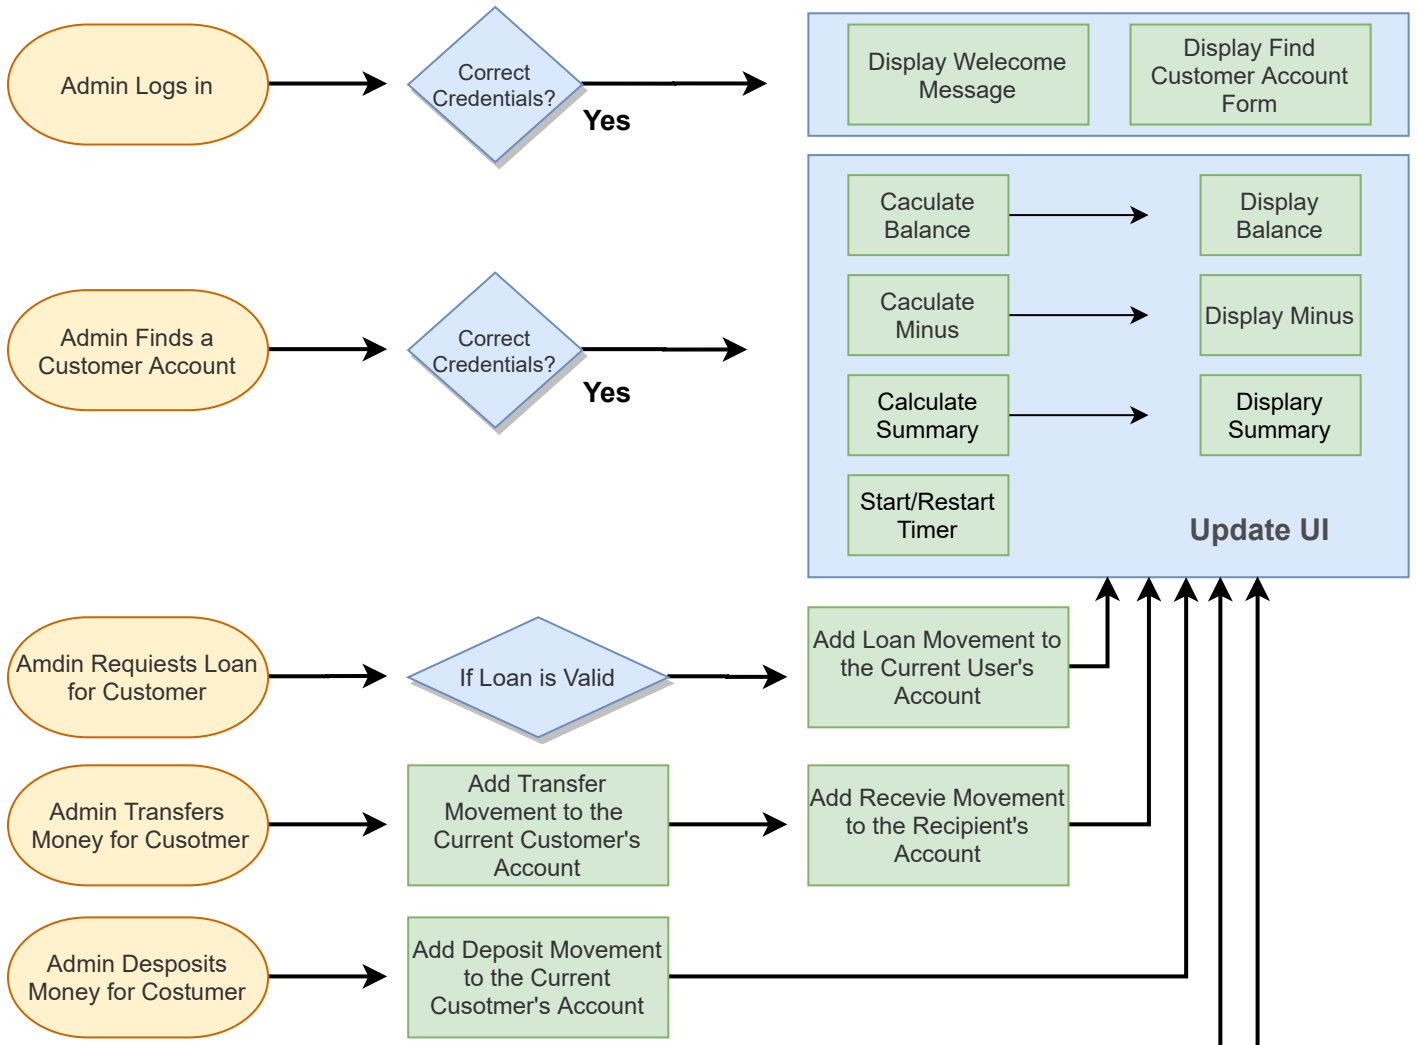 Admin Logs in
Correct
Credentials?
Yes
Display Welecome
Message
Display Find
Customer Account
Form
Caculate
Balance
Display
Balance
Admin Finds a
Customer Account
Correct
Credentials?
Yes
Caculate
Minus
Display Minus
Calculate
Summary
Displary
Summary
Start/Restart
Timer
Update UI
Amdin Requiests Loan
for Customer
If Loan is Valid
Add Loan Movement to
the Current User's
Account
Admin Transfers
Money for Cusotmer
Add Transfer
Movement to the
Current Customer's
Account
Add Recevie Movement
to the Recipient's
Account
Admin Desposits
Money for Costumer
Add Deposit Movement
to the Current
Cusotmer's Account